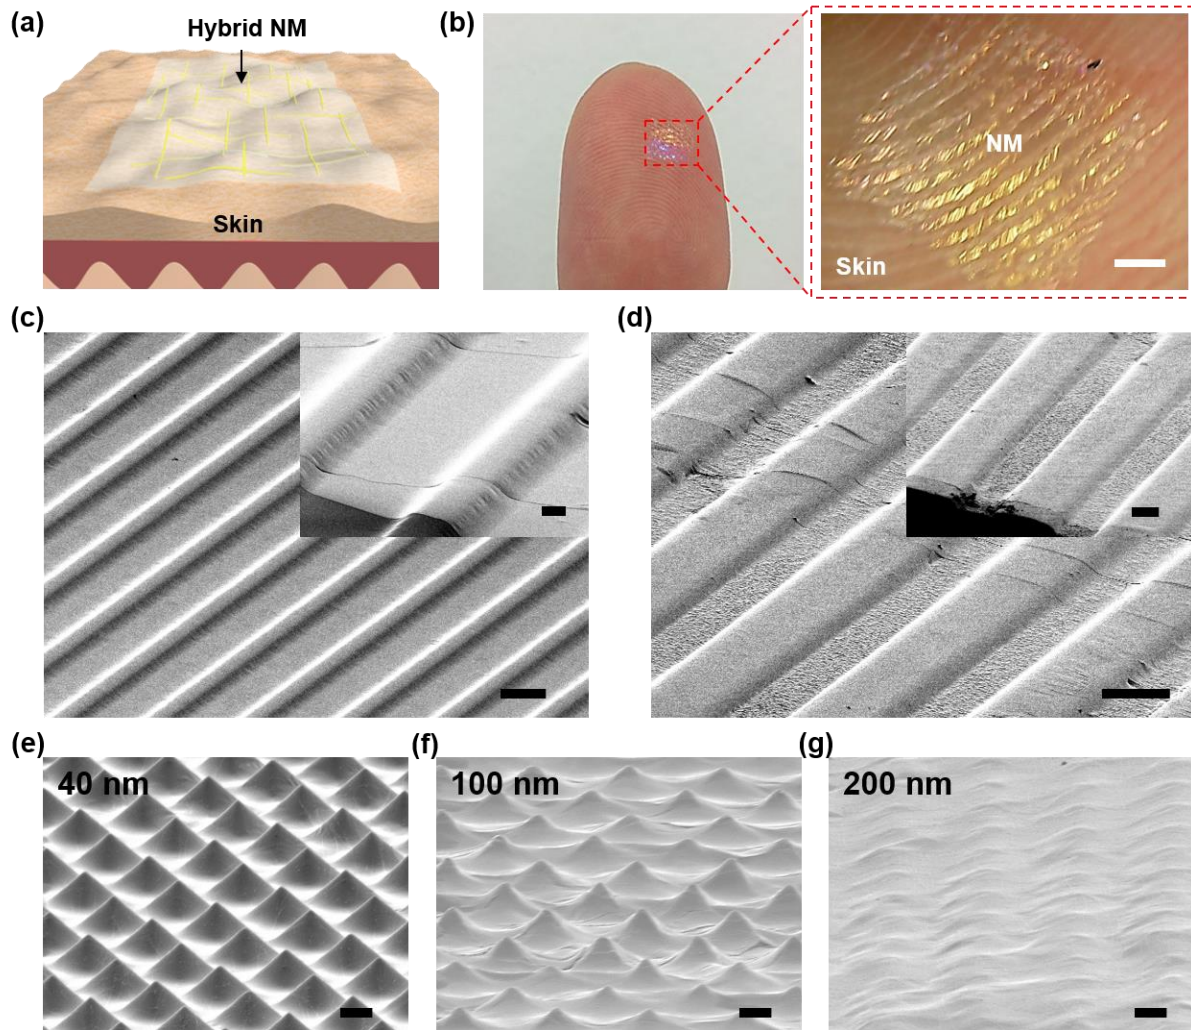 (a)
Hybrid NM
Skin
(b)
NM
Skin
(c)
(d)
(e)
40 nm
(f)
100 nm
(g)
200 nm